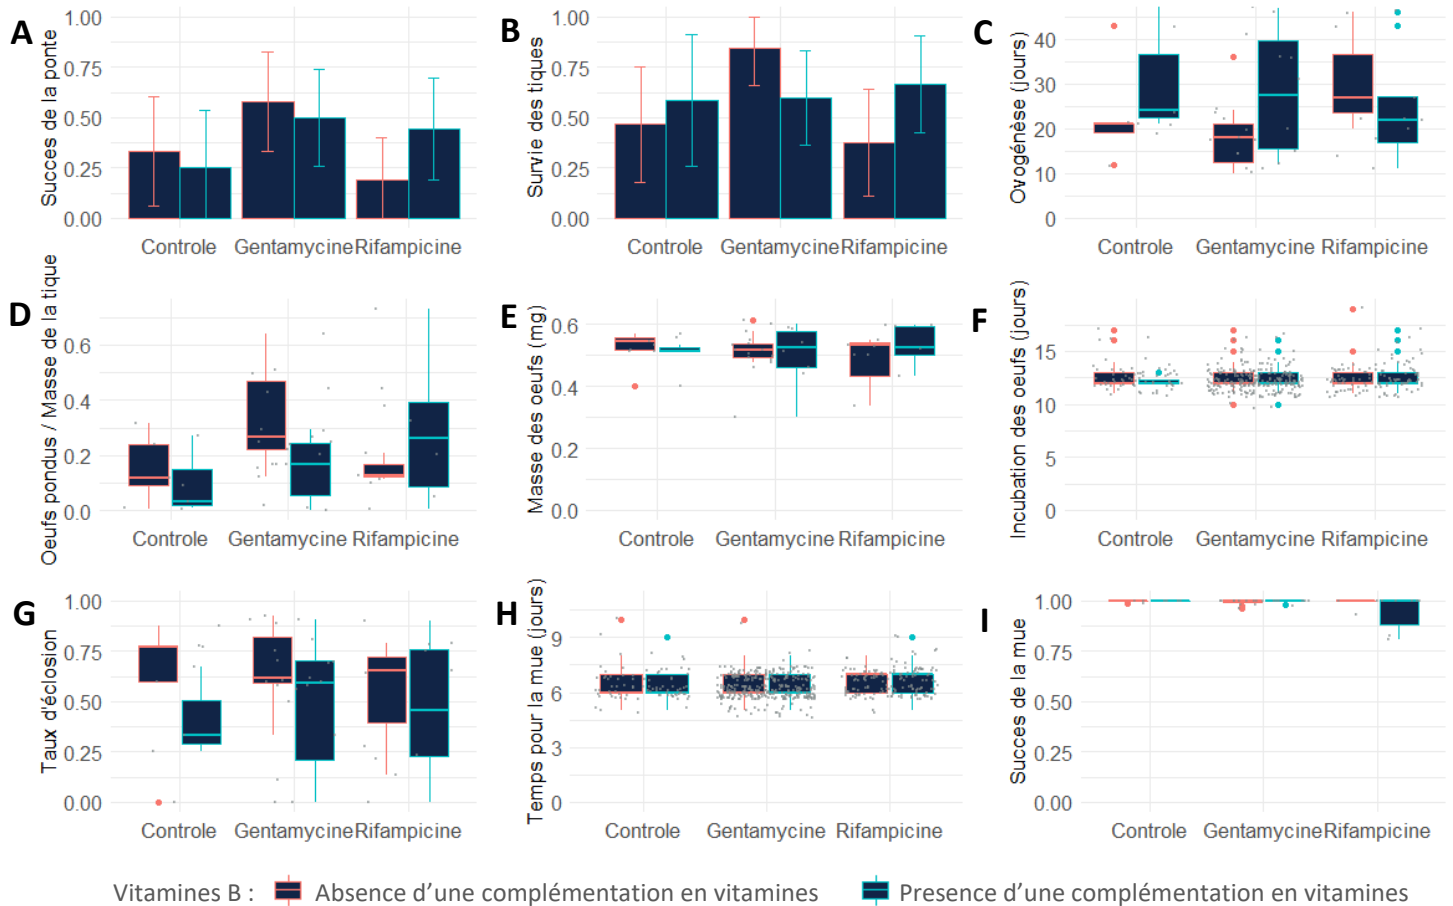 A
Succes de la ponte
1.00
0.75
0.50
0.25
0.00
Controle Gentamycine Rifampicine
B
Survie des tiques
1.00
0.75
0.50
0.25
0.00
Controle Gentamycine Rifampicine
C
Ovogénèse (jours)
40
30
20
10
0
Controle Gentamycine Rifampicine
D
Oeufs pondus / Masse de la tique
0.6
0.4
0.2
0.0
Controle Gentamycine Rifampicine
E
Masse des oeufs (mg)
0.6
0.4
0.2
0.0
Controle Gentamycine Rifampicine
F
Incubation des oeufs (jours)
15
10
5
0
Controle Gentamycine Rifampicine
G
Taux d'éclosion
1.00
0.75
0.50
0.25
0.00
Controle Gentamycine Rifampicine
H
Temps pour la mue (jours)
9
6
3
0
Controle Gentamycine Rifampicine
I
Succes de la mue
1.00
0.75
0.50
0.25
0.00
Controle Gentamycine Rifampicine
Vitamines B : Absence d’une complémentation en vitamines Presence d’une complémentation en vitamines